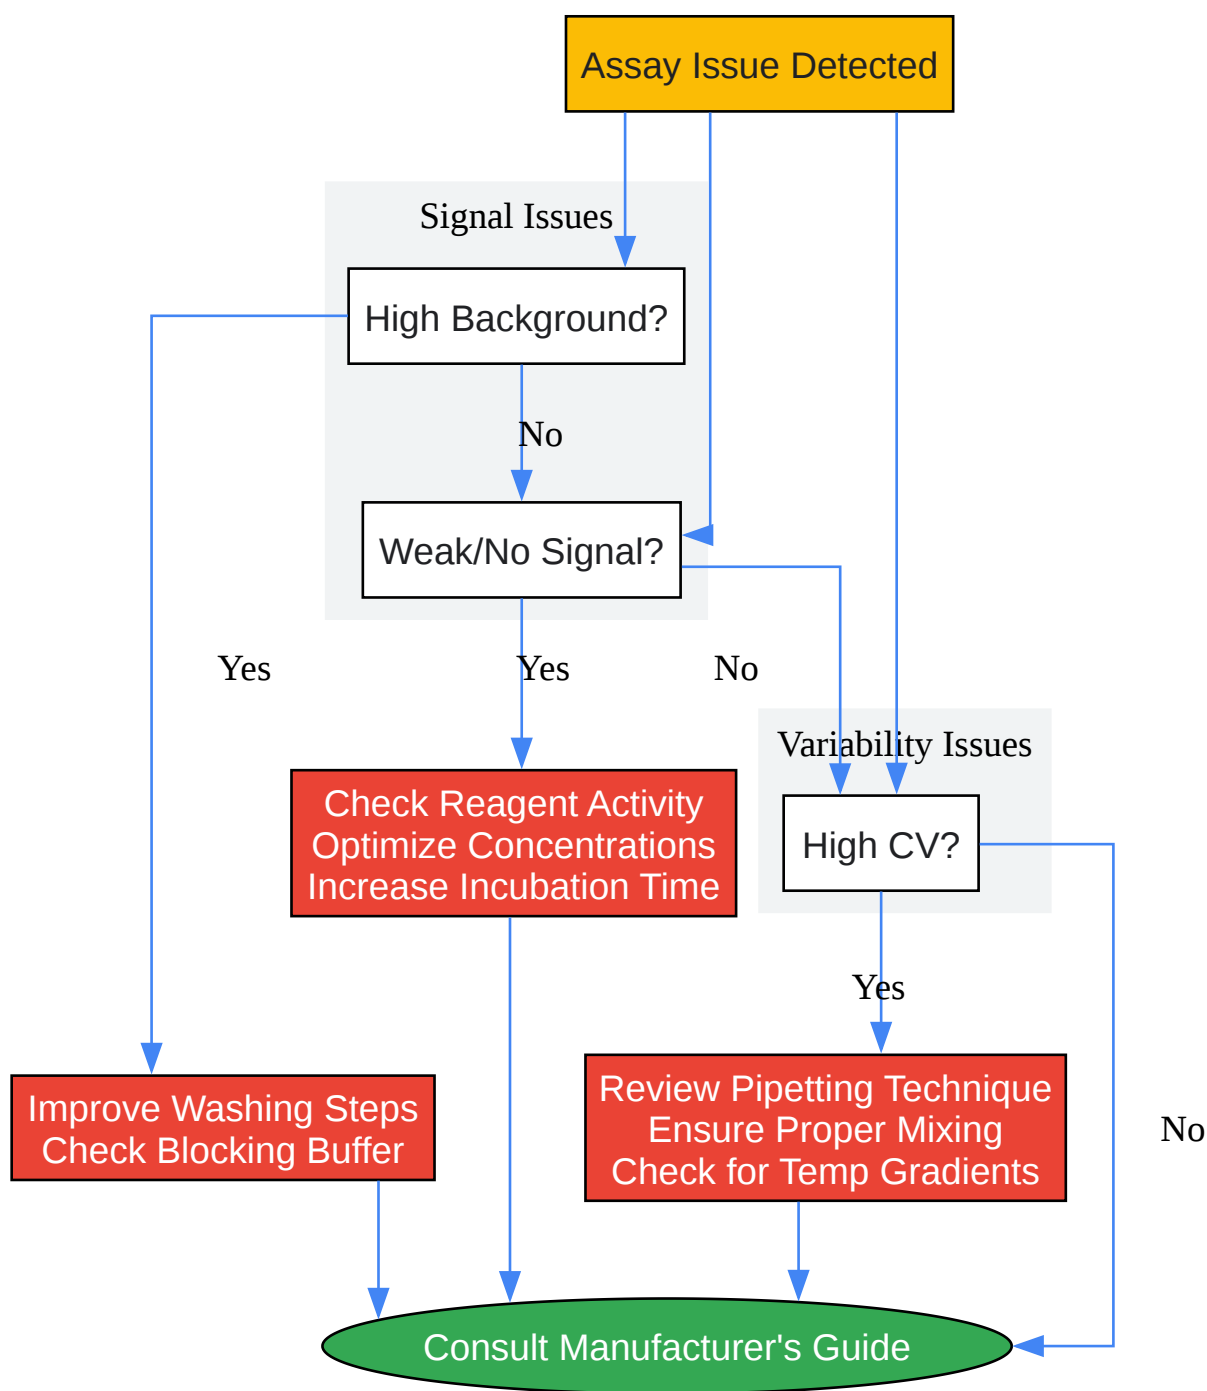 Assay Issue Detected
Signal Issues
High Background?
No
Weak/No Signal?
Yes
Yes
No
Variability Issues
Check Reagent Activity
Optimize Concentrations
Increase Incubation Time
High CV?
Yes
Improve Washing Steps
Check Blocking Buffer
Review Pipetting Technique
Ensure Proper Mixing
Check for Temp Gradients
No
Consult Manufacturer's Guide